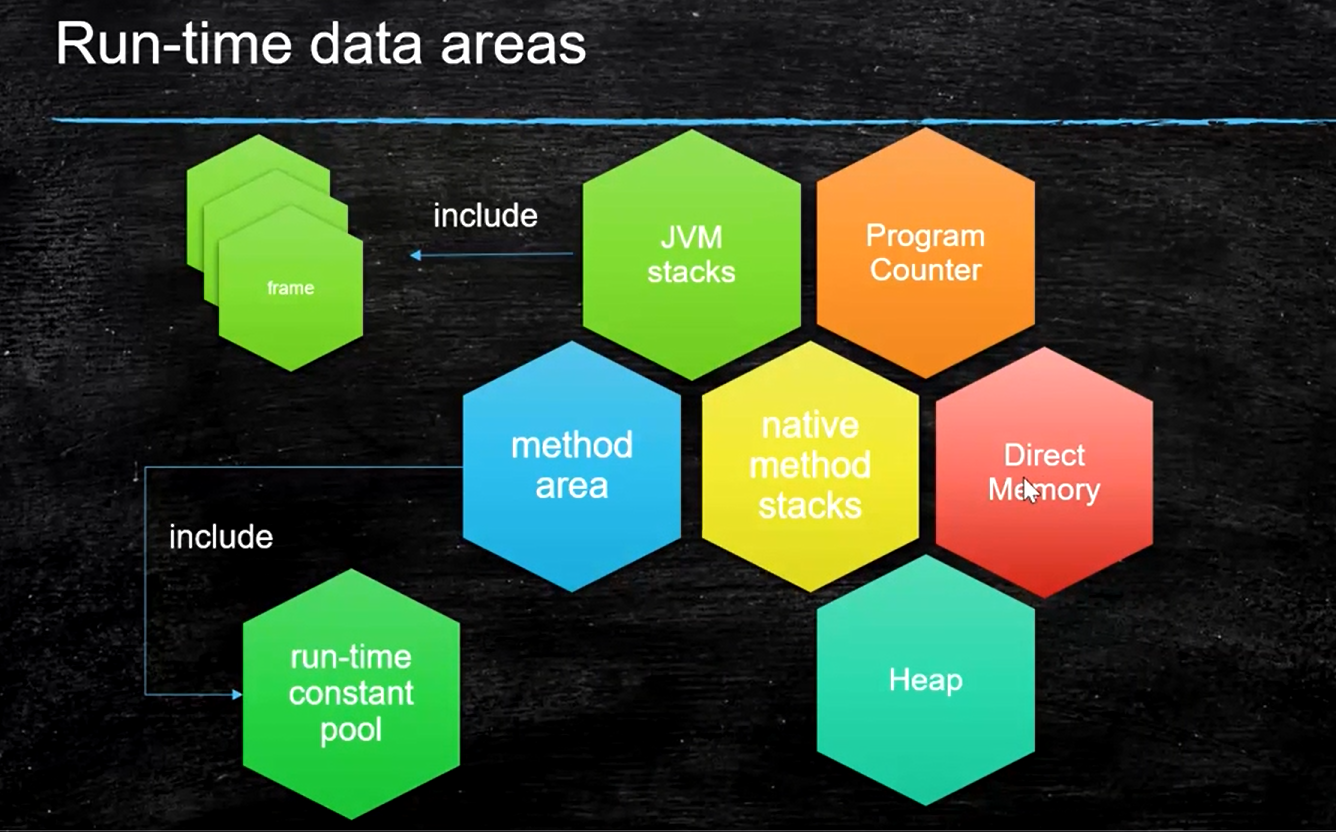 Run-time data areas
include
JVM
stacks
Program
Counter
frame
method
area
native
method
stacks
Direct
Memory
include
run-time
constant
pool
Heap